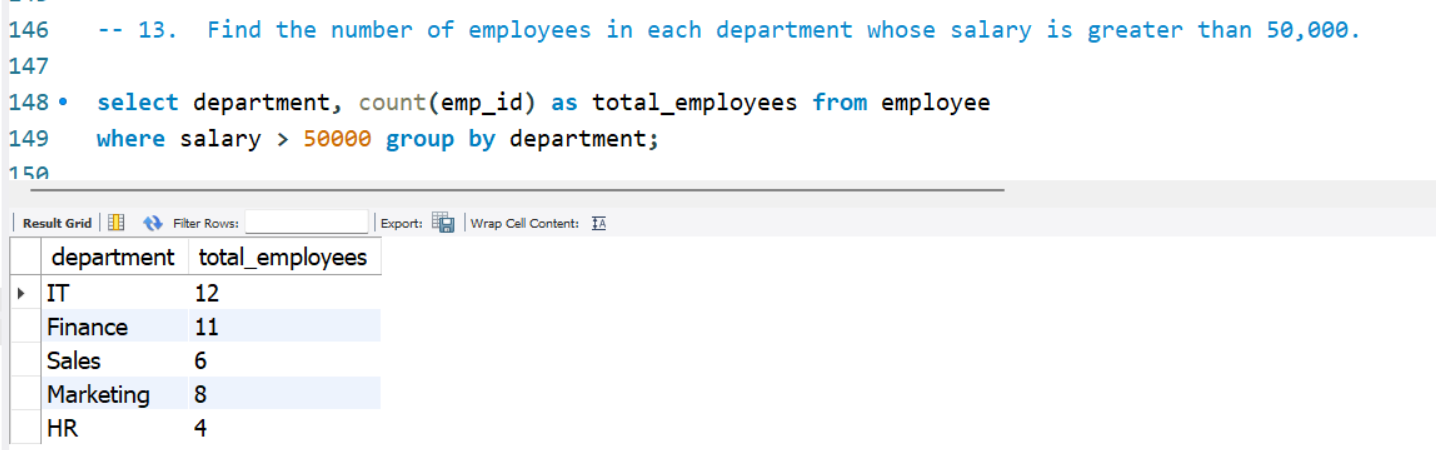 146 -- 13.  Find the number of employees in each department whose salary is greater than 50,000.
147
148 select department, count(emp_id) as total_employees from employee
149 where salary > 50000 group by department;
150
Result Grid Filter Rows: Export: Wrap Cell Content: IA
department total_employees
IT 12
Finance 11
Sales 6
Marketing 8
HR 4